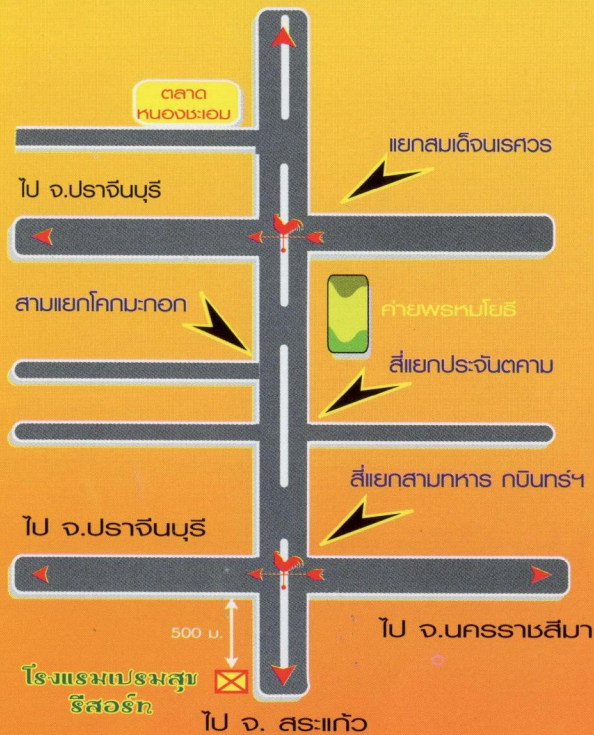 ตลาด
หนองชะเอม
แยกสมเด็จนเรศวร
ไป จ.ปราจีนบุรี
สามแยกโคกมะกอก
ค่ายพรหมโยธี
สี่แยกประจันตคาม
สี่แยกสามทหาร กบินทร์ฯ
ไป จ.ปราจีนบุรี
500 ม.
ไป จ.นครราชสีมา
โรงแรมเปรมสุข
รีสอร์ท
ไป จ. สระแก้ว